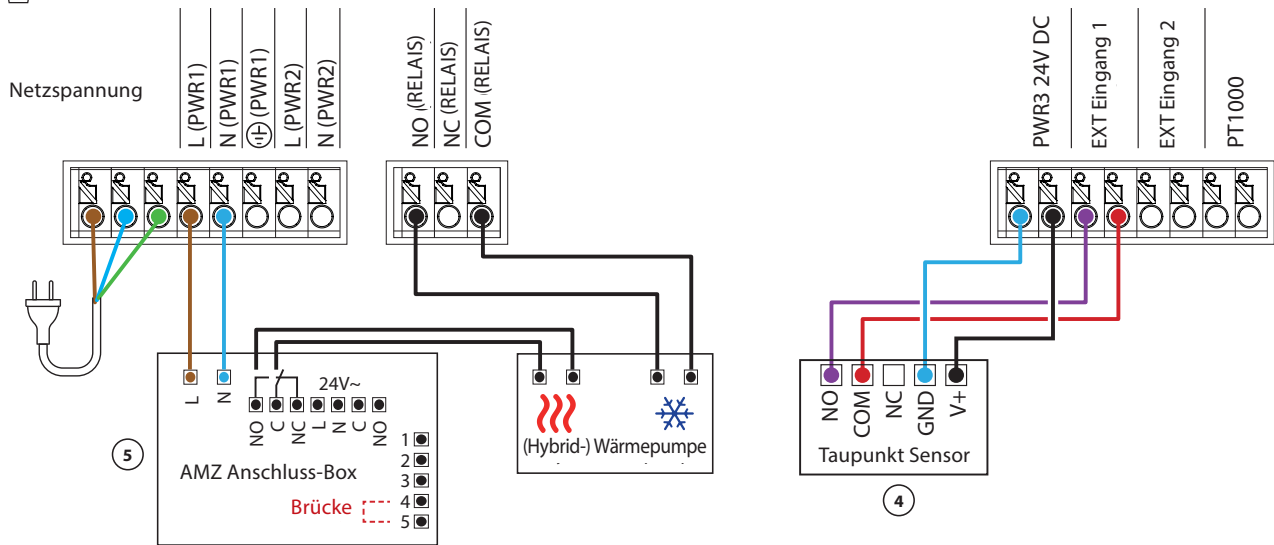 Netzspannung
L (PWR1)
N (PWR1)
(PWR1)
L (PWR2)
N (PWR2)
NO (RELAIS)
NC (RELAIS)
COM (RELAIS)
PWR3 24V DC
EXT Eingang 1
EXT Eingang 2
PT1000
L
N
24V~
NO
C
NC
L
N
C
NO
1
2
3
4
5
AMZ Anschluss-Box
Brücke
5
(Hybrid-) Wärmepumpe
NO
COM
NC
GND
V+
Taupunkt Sensor
4